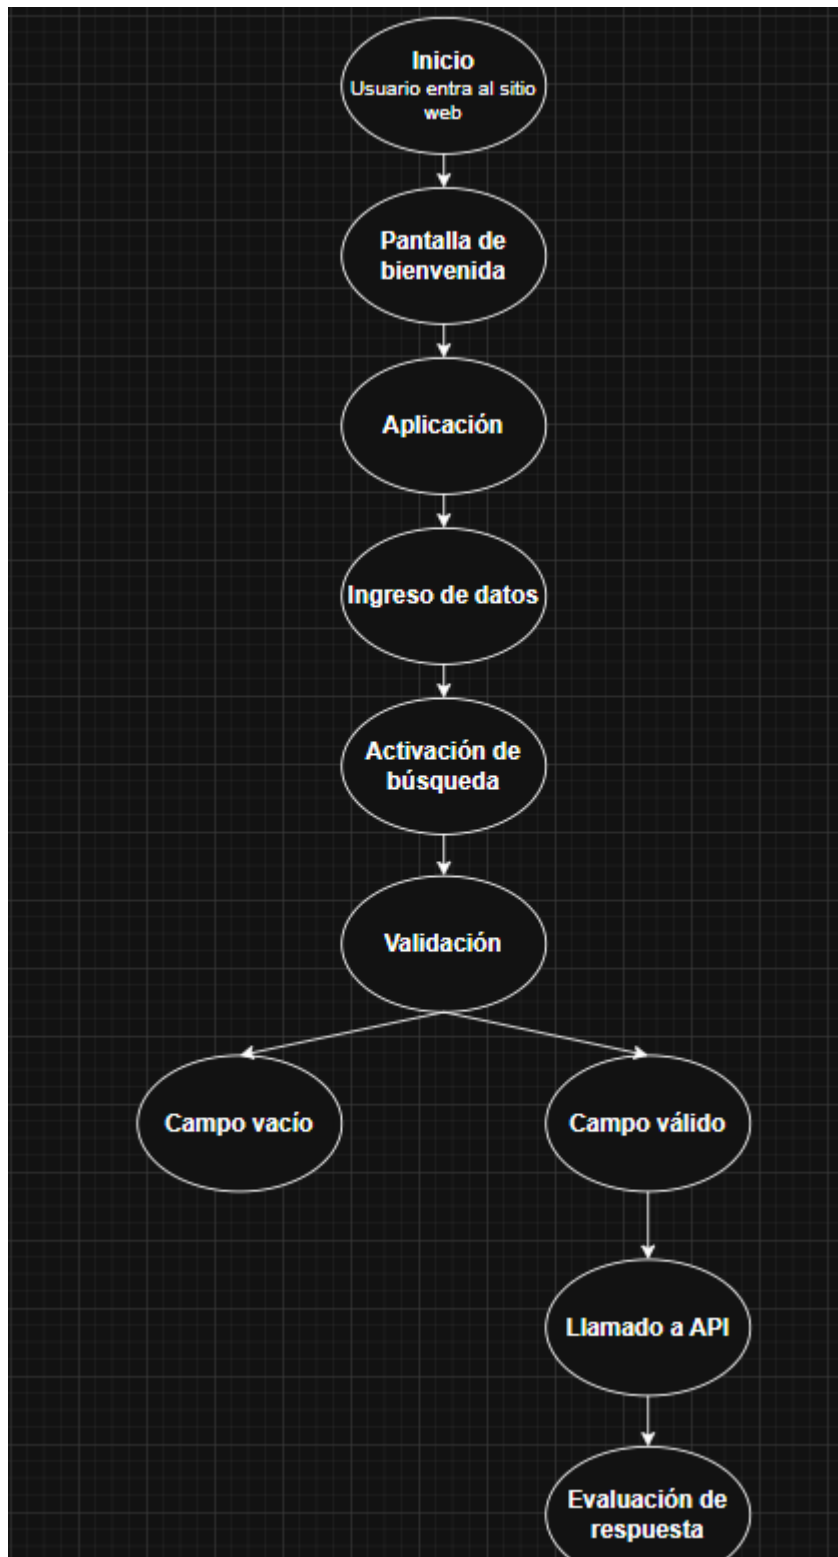 Inicio
Usuario entra al sitio
web
Pantalla de
bienvenida
Aplicación
Ingreso de datos
Activación de
búsqueda
Validación
Campo vacío
Campo válido
Llamado a API
Evaluación de
respuesta